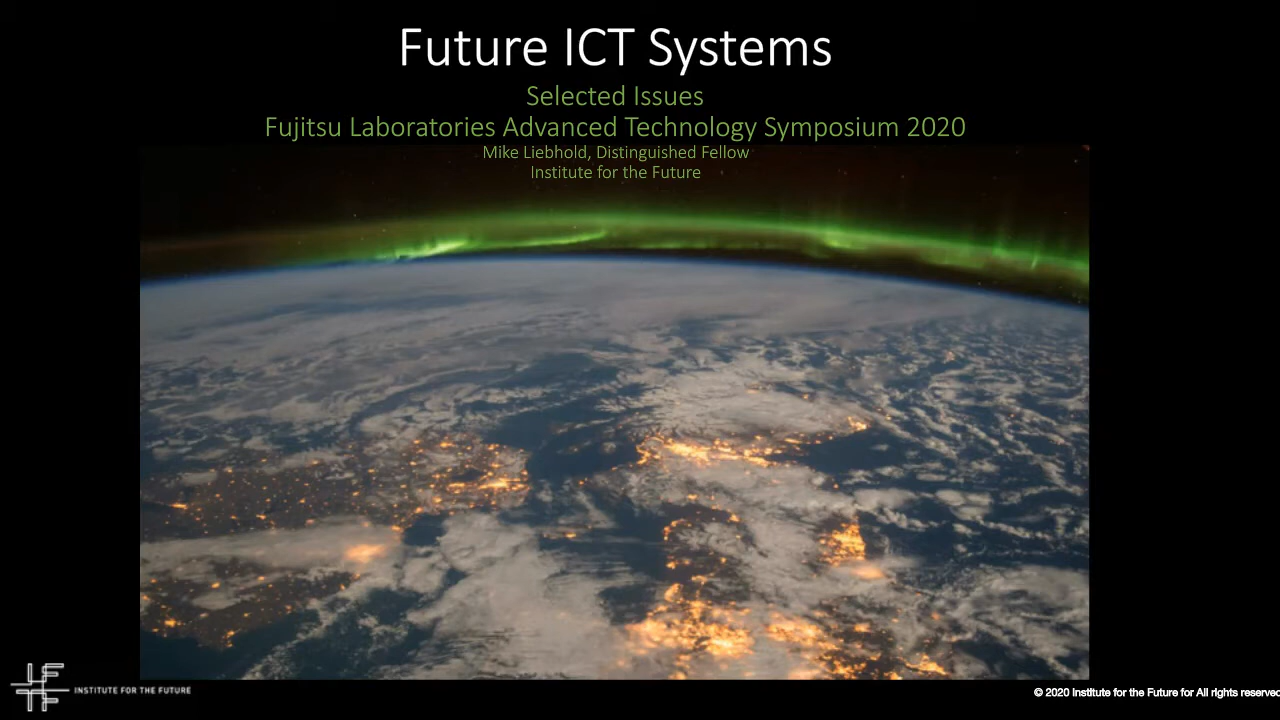 Future ICT Systems
Selected Issues
Fujitsu Laboratories Advanced Technology Symposium 2020
Mike Liebhold, Distinguished Fellow
Institute for the Future
INSTITUTE FOR THE FUTURE
© 2020 Institute for the Future for All rights reserved